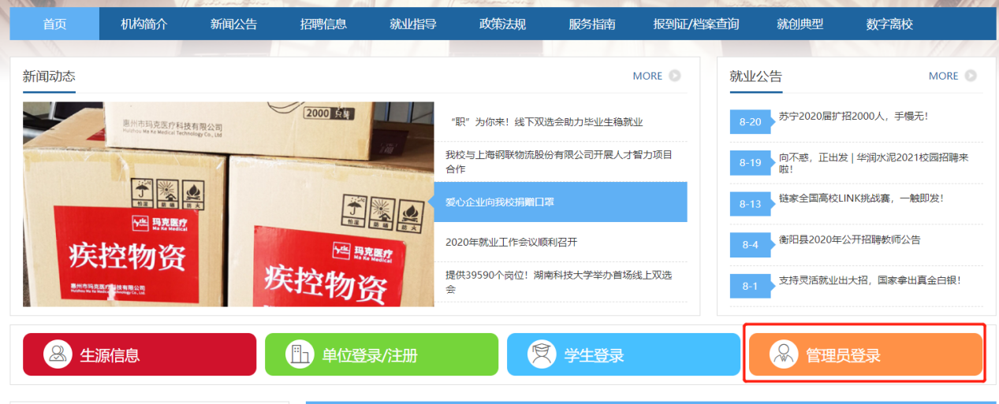 首页 机构简介 新闻公告 招聘信息 就业指导 政策法规 服务指南 报到证/档案查询 就创典型 数字离校
新闻动态 MORE
惠州市玛克医疗科技有限公司
Huizhou Ma Ke Medical Technology Co., Ltd
2000 只装
怕湿 防晒 防火
玛克医疗
Ma Ke Medical
疾控物资
惠州市玛克医疗科技有限公司
怕湿 防晒 防火
玛克医疗
Ma Ke Medical
疾控物资
“职”为你来！线下双选会助力毕业生稳就业
我校与上海钢联物流股份有限公司开展人才智力项目
合作
爱心企业向我校捐赠口罩
2020年就业工作会议顺利召开
提供39590个岗位！湖南科技大学举办首场线上双选
会
就业公告 MORE
8-20 苏宁2020届扩招2000人，手慢无！
8-19 向不惑，正出发 | 华润水泥2021校园招聘来
啦！
8-13 链家全国高校LINK挑战赛，一触即发！
8-4 衡阳县2020年公开招聘教师公告
8-1 支持灵活就业出大招，国家拿出真金白银！
生源信息 单位登录/注册 学生登录 管理员登录